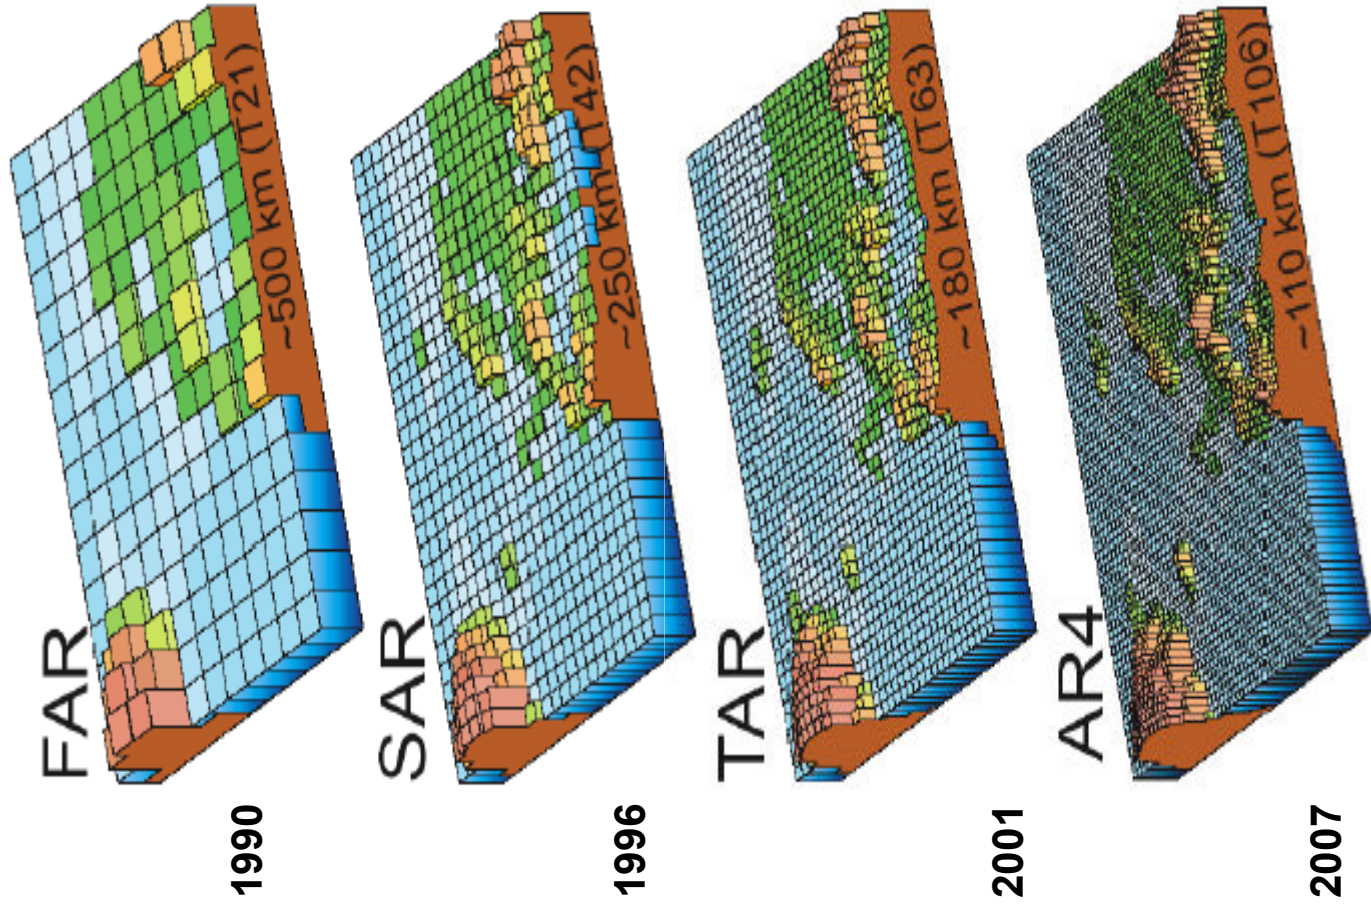 FAR
~500 km (T21)
1990
SAR
~250 km (T42)
1996
TAR
~180 km (T63)
2001
AR4
~110 km (T106)
2007